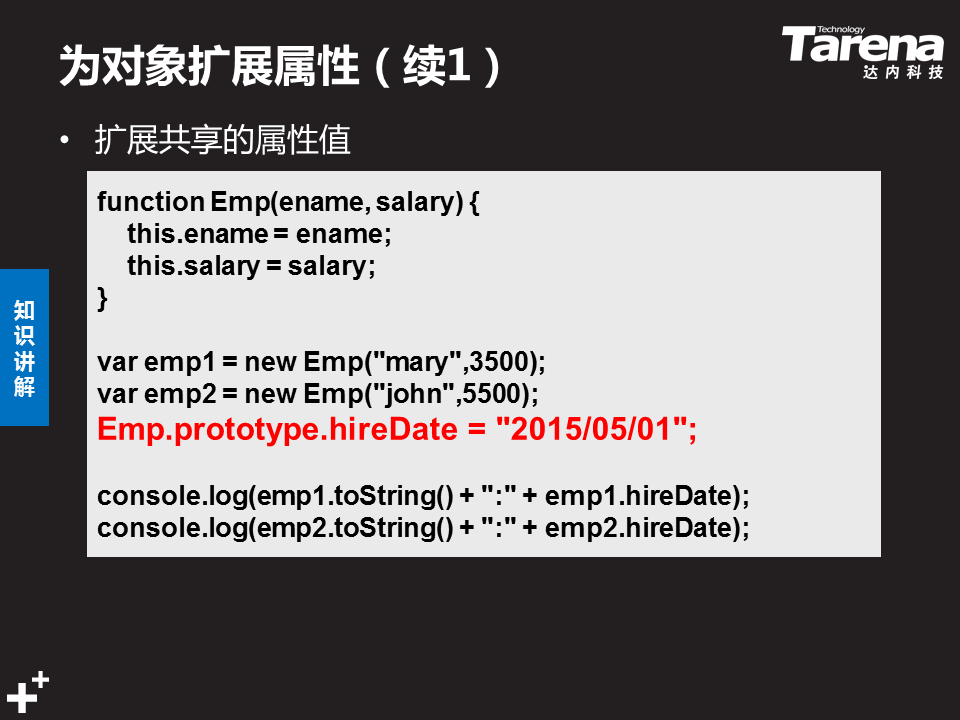 为对象扩展属性（续1）
Technology
Tarena
达内科技
• 扩展共享的属性值
function Emp(ename, salary) {
    this.ename = ename;
    this.salary = salary;
}
var emp1 = new Emp("mary",3500);
var emp2 = new Emp("john",5500);
Emp.prototype.hireDate = "2015/05/01";
console.log(emp1.toString() + ":" + emp1.hireDate);
console.log(emp2.toString() + ":" + emp2.hireDate);
知识讲解